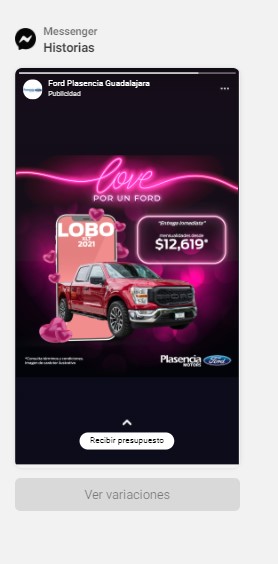 Messenger
Historias
Ford Plasencia Guadalajara
Publicidad
love
POR UN FORD
LOBO
XLT
2021
*Entrega inmediata*
mensualidades desde
$12,619*
*Consulta términos y condiciones.
Imagen de carácter ilustrativo
Plasencia
MOTORS
Ford
Recibir presupuesto
Ver variaciones